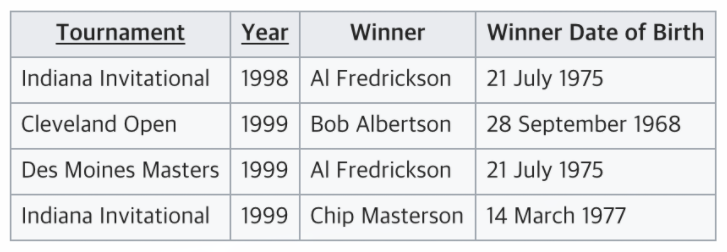 Tournament Year Winner Winner Date of Birth
Indiana Invitational 1998 Al Fredrickson 21 July 1975
Cleveland Open 1999 Bob Albertson 28 September 1968
Des Moines Masters 1999 Al Fredrickson 21 July 1975
Indiana Invitational 1999 Chip Masterson 14 March 1977